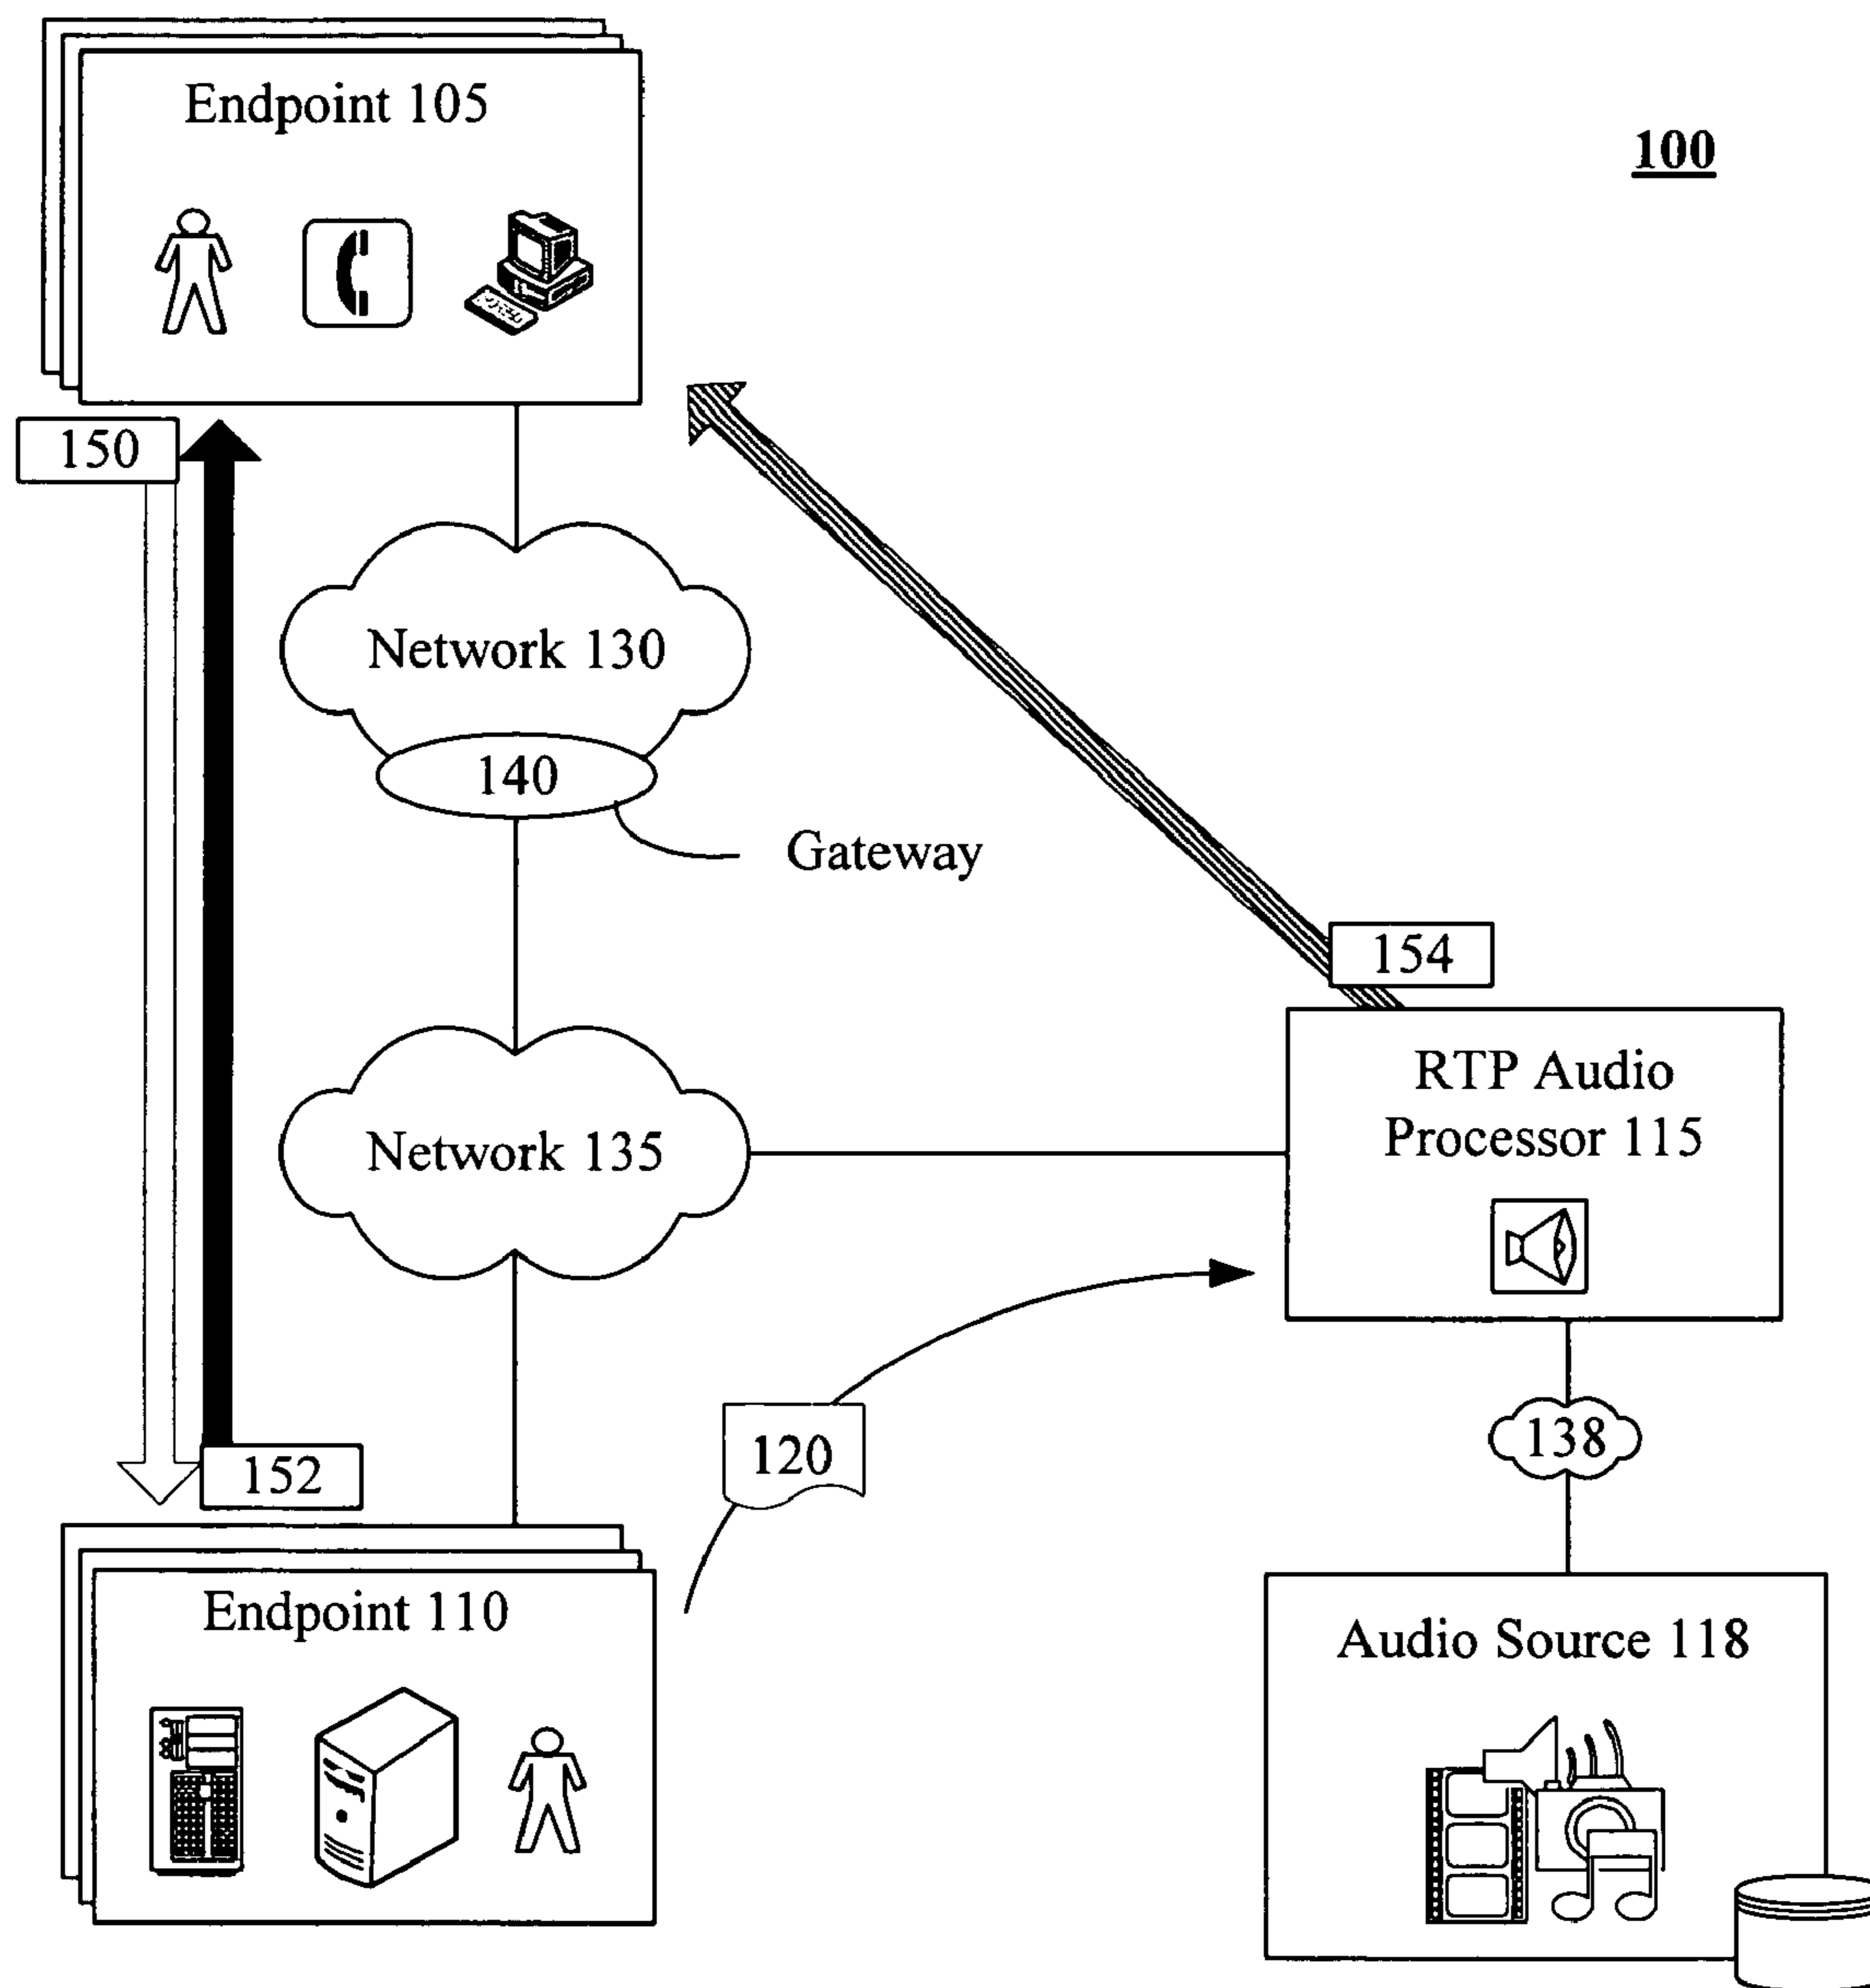 Endpoint 105
100
150
Network 130
140
Gateway
154
RTP Audio
Processor 115
Network 135
120
138
152
Endpoint 110
Audio Source 118